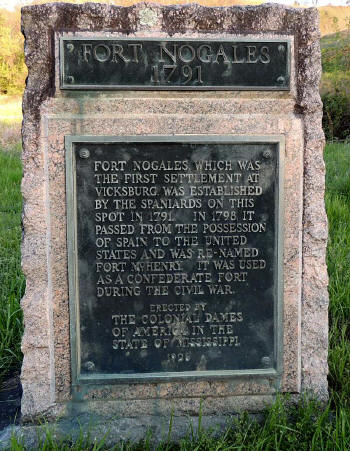 FORT NOGALES
1791
FORT NOGALES, WHICH WAS
THE FIRST SETTLEMENT AT
VICKSBURG, WAS ESTABLISHED
BY THE SPANIARDS ON THIS
SPOT IN 1791. IN 1798 IT
PASSED FROM THE POSSESSION
OF SPAIN TO THE UNITED
STATES AND WAS RE-NAMED
FORT McHENRY. IT WAS USED
AS A CONFEDERATE FORT
DURING THE CIVIL WAR.
ERECTED BY
THE COLONIAL DAMES
OF AMERICA IN THE
STATE OF MISSISSIPPI.